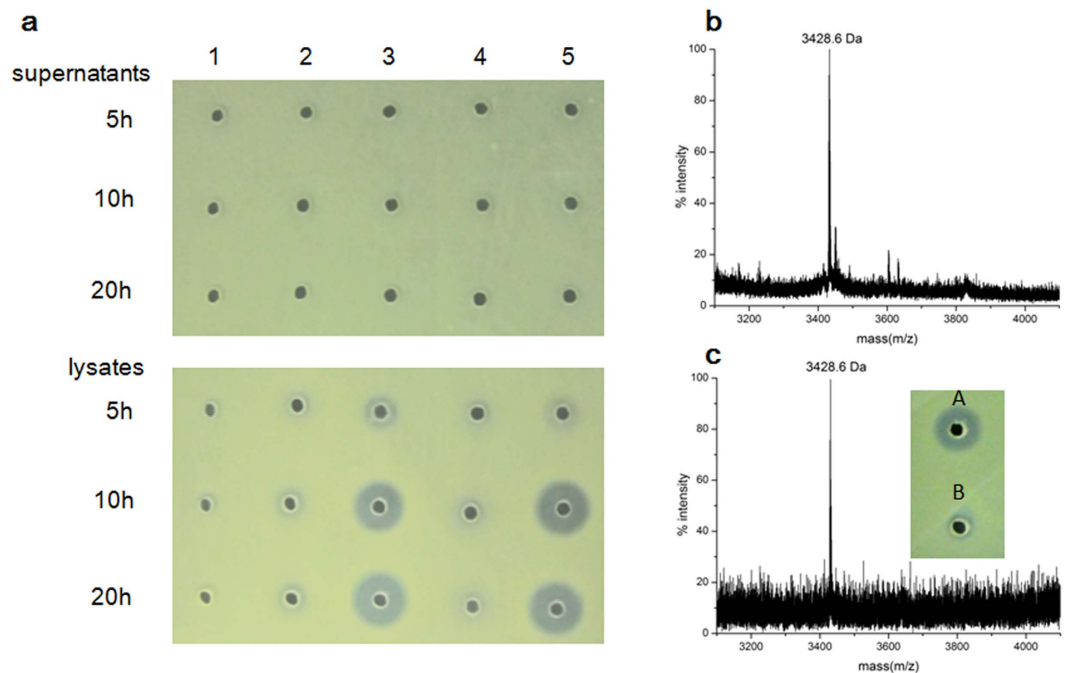 a
1 2 3 4 5
supernatants
5h
10h
20h
lysates
5h
10h
20h
b
3428.6 Da
100
80
60
40
20
0
% intensity
3200 3400 3600 3800 4000
mass(m/z)
c
3428.6 Da
100
80
60
40
20
0
% intensity
A
B
3200 3400 3600 3800 4000
mass(m/z)